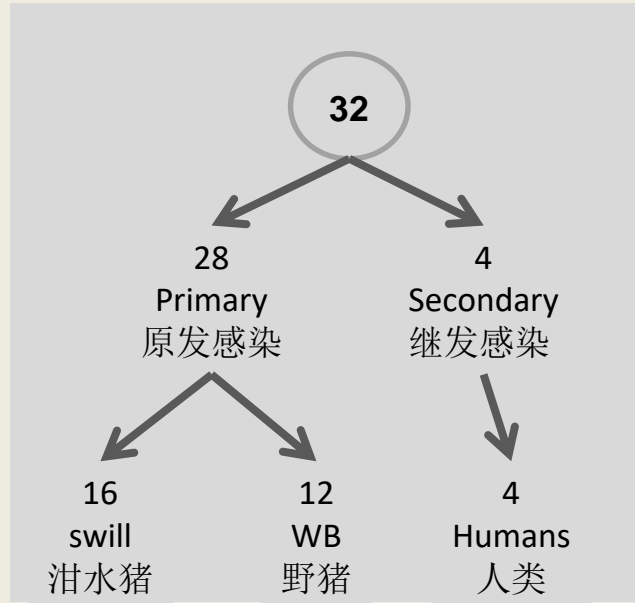 32
28
Primary
原发感染
4
Secondary
继发感染
16
swill
泔水猪
12
WB
野猪
4
Humans
人类